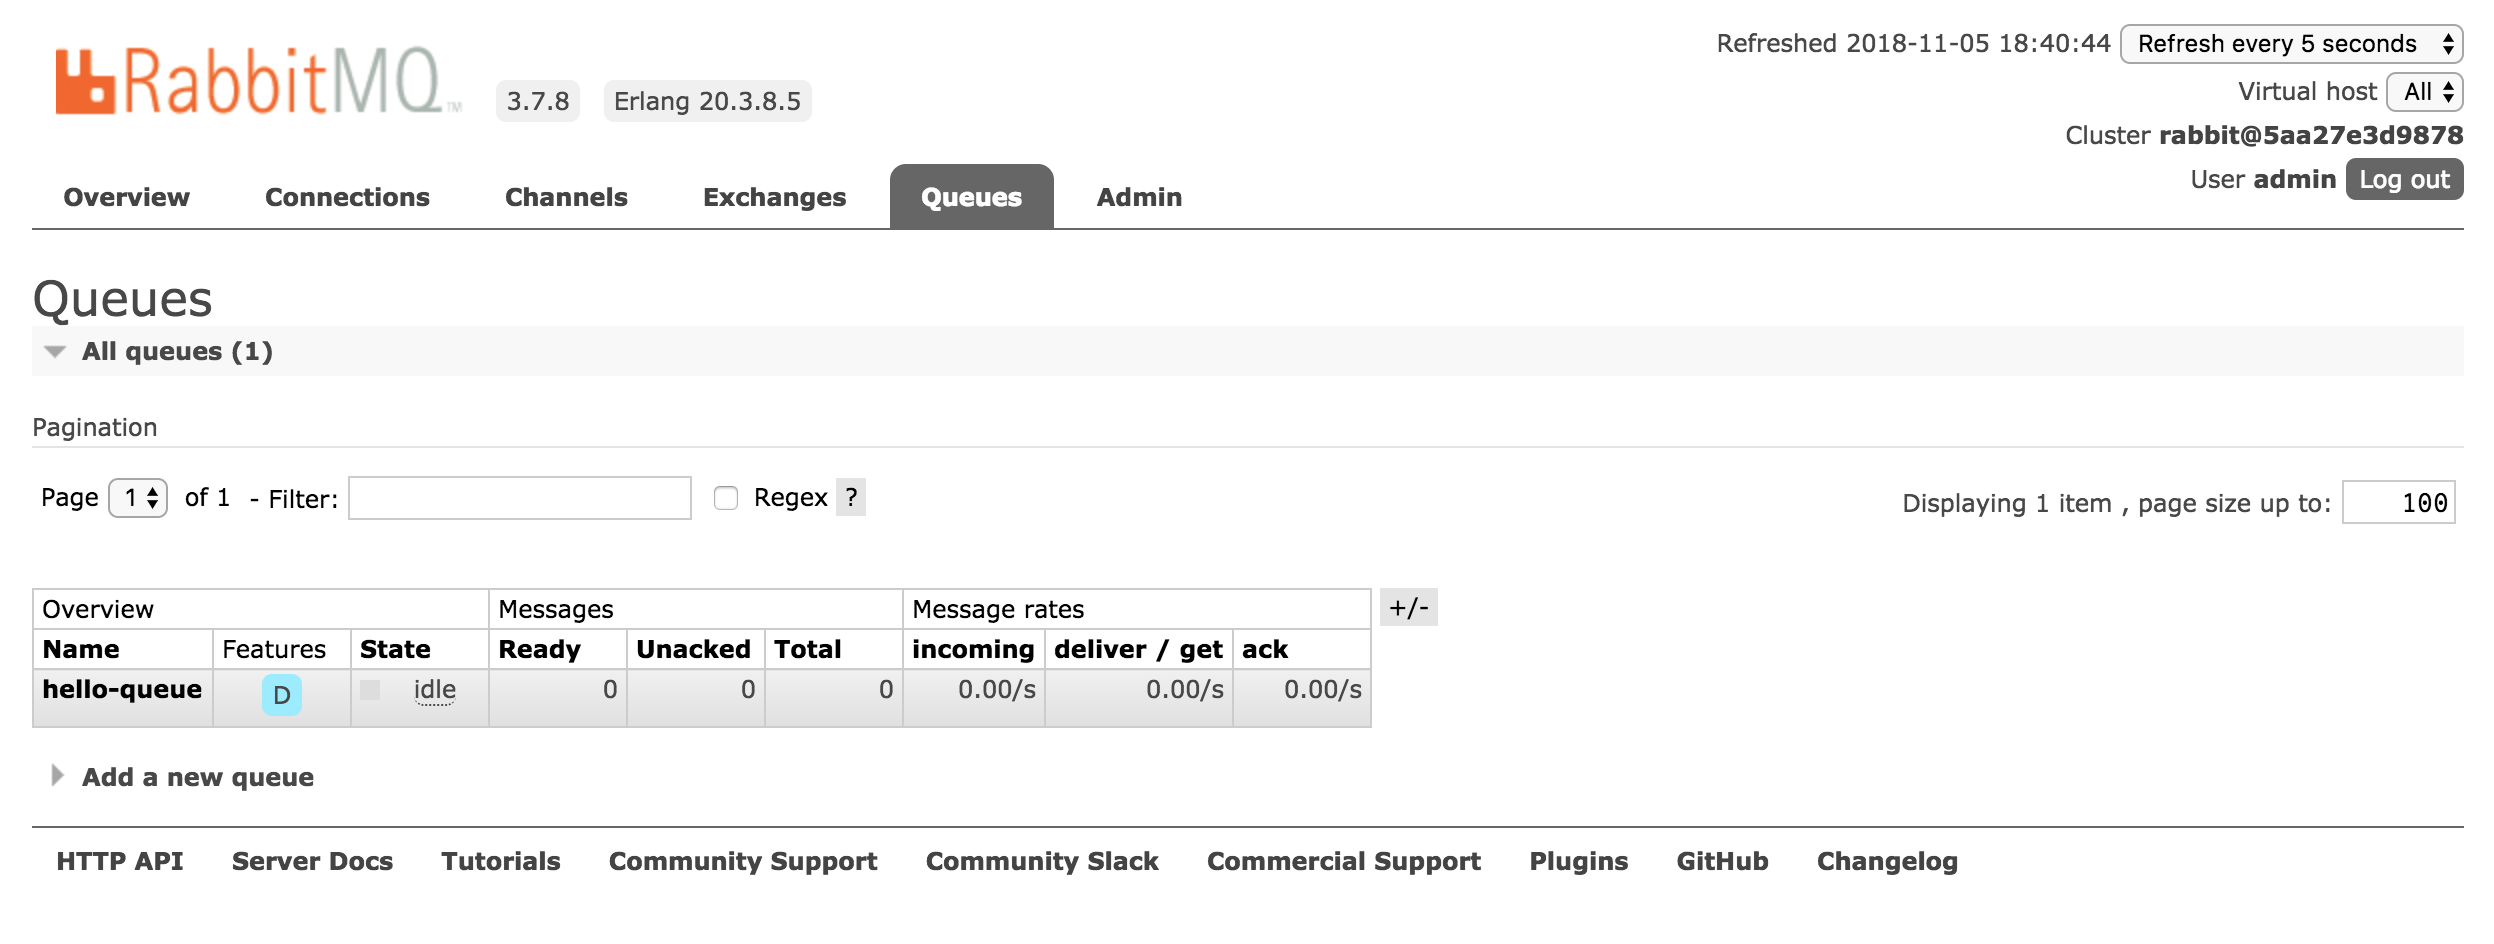 Refreshed 2018-11-05 18:40:44 Refresh every 5 seconds
RabbitMQ TM 3.7.8 Erlang 20.3.8.5
Virtual host All
Cluster rabbit@5aa27e3d9878
User admin Log out
Overview Connections Channels Exchanges Queues Admin
Queues
All queues (1)
Pagination
Page 1 of 1 - Filter: Regex ? Displaying 1 item , page size up to: 100
Overview Messages Message rates +/-
Name Features State Ready Unacked Total incoming deliver / get ack
hello-queue D idle 0 0 0 0.00/s 0.00/s 0.00/s
Add a new queue
HTTP API Server Docs Tutorials Community Support Community Slack Commercial Support Plugins GitHub Changelog